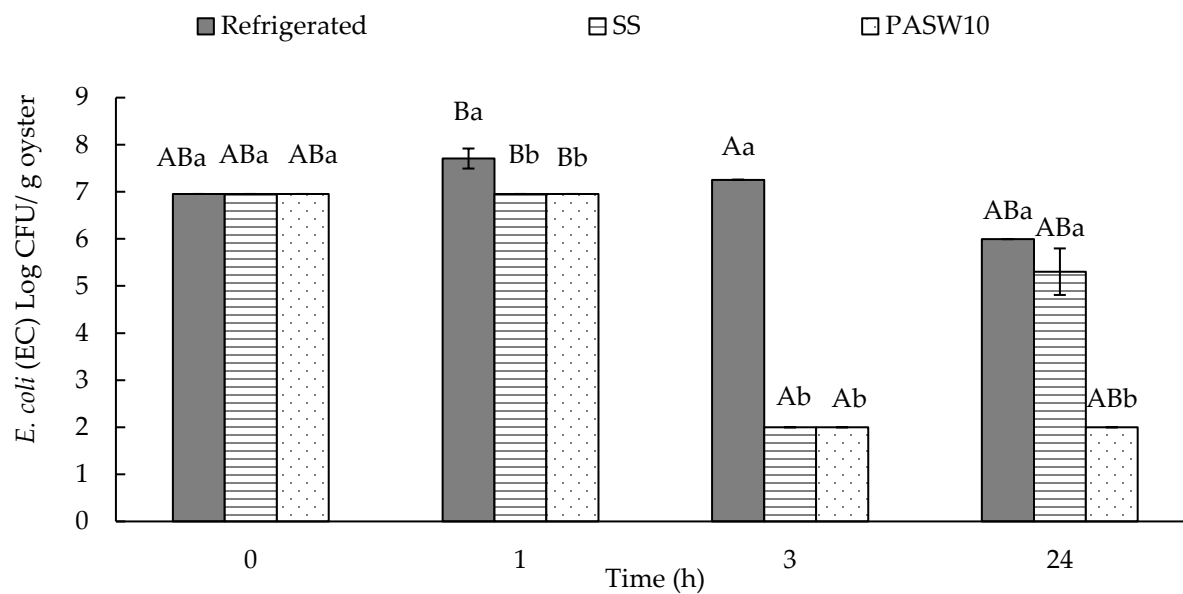 Refrigerated SS PASW10
E. coli (EC) Log CFU/ g oyster
9
8
7
6
5
4
3
2
1
0
ABa ABa ABa
Ba Bb Bb
Aa Ab Ab
ABa ABa ABb
0 1 3 24
Time (h)